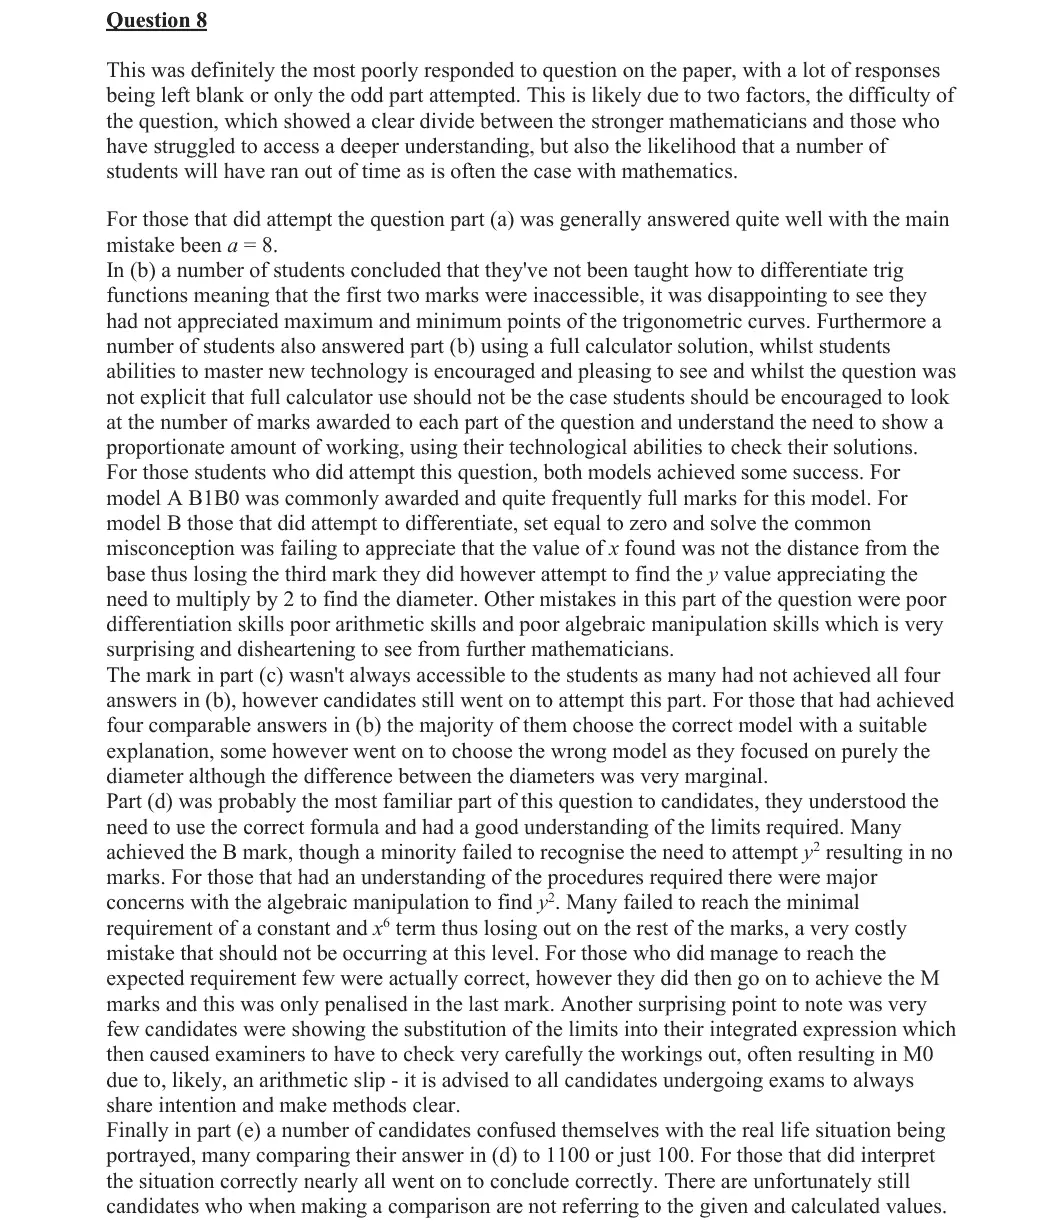 Question 8
This was definitely the most poorly responded to question on the paper, with a lot of responses
being left blank or only the odd part attempted. This is likely due to two factors, the difficulty of
the question, which showed a clear divide between the stronger mathematicians and those who
have struggled to access a deeper understanding, but also the likelihood that a number of
students will have ran out of time as is often the case with mathematics.
For those that did attempt the question part (a) was generally answered quite well with the main
mistake been a = 8.
In (b) a number of students concluded that they've not been taught how to differentiate trig
functions meaning that the first two marks were inaccessible, it was disappointing to see they
had not appreciated maximum and minimum points of the trigonometric curves. Furthermore a
number of students also answered part (b) using a full calculator solution, whilst students
abilities to master new technology is encouraged and pleasing to see and whilst the question was
not explicit that full calculator use should not be the case students should be encouraged to look
at the number of marks awarded to each part of the question and understand the need to show a
proportionate amount of working, using their technological abilities to check their solutions.
For those students who did attempt this question, both models achieved some success. For
model A B1B0 was commonly awarded and quite frequently full marks for this model. For
model B those that did attempt to differentiate, set equal to zero and solve the common
misconception was failing to appreciate that the value of x found was not the distance from the
base thus losing the third mark they did however attempt to find the y value appreciating the
need to multiply by 2 to find the diameter. Other mistakes in this part of the question were poor
differentiation skills poor arithmetic skills and poor algebraic manipulation skills which is very
surprising and disheartening to see from further mathematicians.
The mark in part (c) wasn't always accessible to the students as many had not achieved all four
answers in (b), however candidates still went on to attempt this part. For those that had achieved
four comparable answers in (b) the majority of them choose the correct model with a suitable
explanation, some however went on to choose the wrong model as they focused on purely the
diameter although the difference between the diameters was very marginal.
Part (d) was probably the most familiar part of this question to candidates, they understood the
need to use the correct formula and had a good understanding of the limits required. Many
achieved the B mark, though a minority failed to recognise the need to attempt y² resulting in no
marks. For those that had an understanding of the procedures required there were major
concerns with the algebraic manipulation to find y². Many failed to reach the minimal
requirement of a constant and x⁶ term thus losing out on the rest of the marks, a very costly
mistake that should not be occurring at this level. For those who did manage to reach the
expected requirement few were actually correct, however they did then go on to achieve the M
marks and this was only penalised in the last mark. Another surprising point to note was very
few candidates were showing the substitution of the limits into their integrated expression which
then caused examiners to have to check very carefully the workings out, often resulting in M0
due to, likely, an arithmetic slip - it is advised to all candidates undergoing exams to always
share intention and make methods clear.
Finally in part (e) a number of candidates confused themselves with the real life situation being
portrayed, many comparing their answer in (d) to 1100 or just 100. For those that did interpret
the situation correctly nearly all went on to conclude correctly. There are unfortunately still
candidates who when making a comparison are not referring to the given and calculated values.